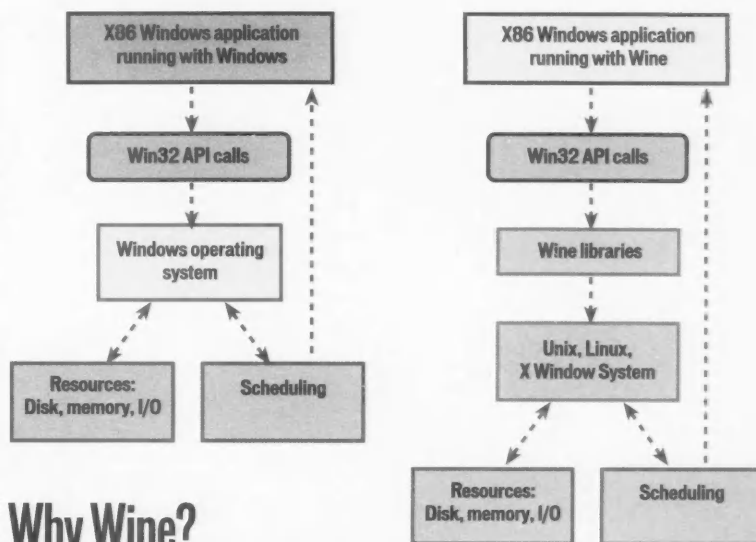 X86 Windows application
running with Windows
Win32 API calls
Windows operating
system
Resources:
Disk, memory, I/O
Scheduling
X86 Windows application
running with Wine
Win32 API calls
Wine libraries
Unix, Linux,
X Window System
Resources:
Disk, memory, I/O
Scheduling
Why Wine?